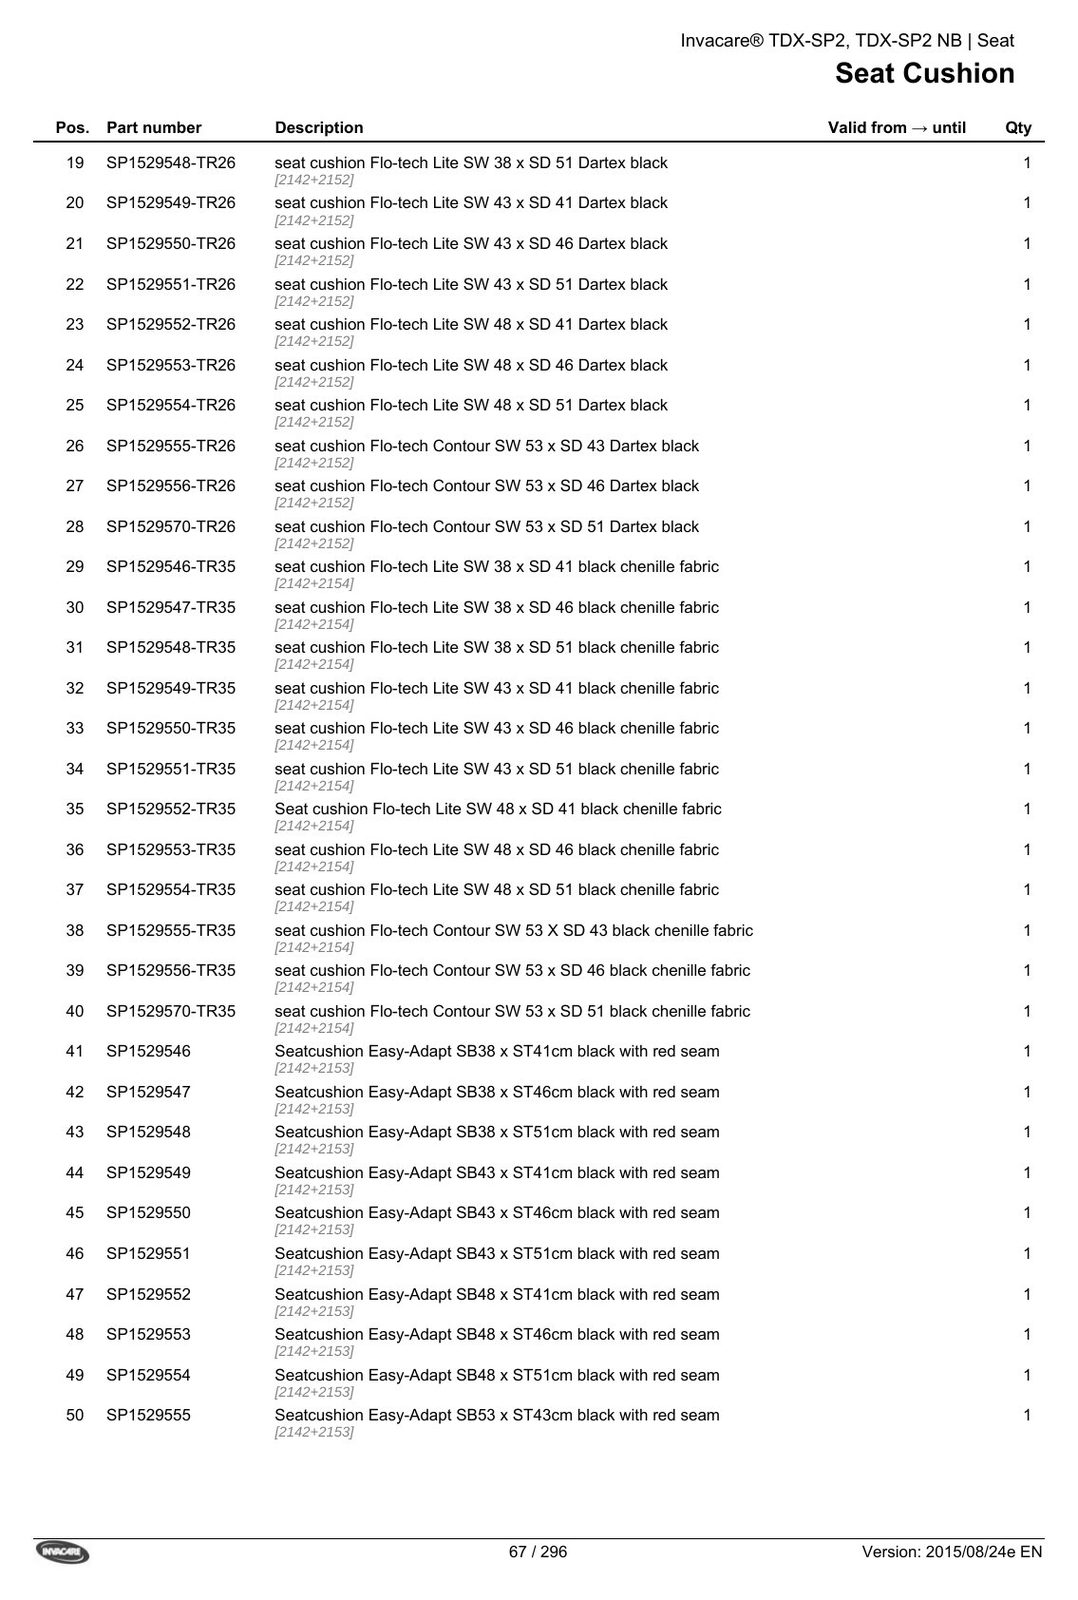 Invacare® TDX-SP2, TDX-SP2 NB | Seat
Seat Cushion
Pos. Part number Description Valid from → until Qty
19 SP1529548-TR26 seat cushion Flo-tech Lite SW 38 x SD 51 Dartex black 1
[2142+2152]
20 SP1529549-TR26 seat cushion Flo-tech Lite SW 43 x SD 41 Dartex black 1
[2142+2152]
21 SP1529550-TR26 seat cushion Flo-tech Lite SW 43 x SD 46 Dartex black 1
[2142+2152]
22 SP1529551-TR26 seat cushion Flo-tech Lite SW 43 x SD 51 Dartex black 1
[2142+2152]
23 SP1529552-TR26 seat cushion Flo-tech Lite SW 48 x SD 41 Dartex black 1
[2142+2152]
24 SP1529553-TR26 seat cushion Flo-tech Lite SW 48 x SD 46 Dartex black 1
[2142+2152]
25 SP1529554-TR26 seat cushion Flo-tech Lite SW 48 x SD 51 Dartex black 1
[2142+2152]
26 SP1529555-TR26 seat cushion Flo-tech Contour SW 53 x SD 43 Dartex black 1
[2142+2152]
27 SP1529556-TR26 seat cushion Flo-tech Contour SW 53 x SD 46 Dartex black 1
[2142+2152]
28 SP1529570-TR26 seat cushion Flo-tech Contour SW 53 x SD 51 Dartex black 1
[2142+2152]
29 SP1529546-TR35 seat cushion Flo-tech Lite SW 38 x SD 41 black chenille fabric 1
[2142+2154]
30 SP1529547-TR35 seat cushion Flo-tech Lite SW 38 x SD 46 black chenille fabric 1
[2142+2154]
31 SP1529548-TR35 seat cushion Flo-tech Lite SW 38 x SD 51 black chenille fabric 1
[2142+2154]
32 SP1529549-TR35 seat cushion Flo-tech Lite SW 43 x SD 41 black chenille fabric 1
[2142+2154]
33 SP1529550-TR35 seat cushion Flo-tech Lite SW 43 x SD 46 black chenille fabric 1
[2142+2154]
34 SP1529551-TR35 seat cushion Flo-tech Lite SW 43 x SD 51 black chenille fabric 1
[2142+2154]
35 SP1529552-TR35 Seat cushion Flo-tech Lite SW 48 x SD 41 black chenille fabric 1
[2142+2154]
36 SP1529553-TR35 seat cushion Flo-tech Lite SW 48 x SD 46 black chenille fabric 1
[2142+2154]
37 SP1529554-TR35 seat cushion Flo-tech Lite SW 48 x SD 51 black chenille fabric 1
[2142+2154]
38 SP1529555-TR35 seat cushion Flo-tech Contour SW 53 X SD 43 black chenille fabric 1
[2142+2154]
39 SP1529556-TR35 seat cushion Flo-tech Contour SW 53 x SD 46 black chenille fabric 1
[2142+2154]
40 SP1529570-TR35 seat cushion Flo-tech Contour SW 53 x SD 51 black chenille fabric 1
[2142+2154]
41 SP1529546 Seatcushion Easy-Adapt SB38 x ST41cm black with red seam 1
[2142+2153]
42 SP1529547 Seatcushion Easy-Adapt SB38 x ST46cm black with red seam 1
[2142+2153]
43 SP1529548 Seatcushion Easy-Adapt SB38 x ST51cm black with red seam 1
[2142+2153]
44 SP1529549 Seatcushion Easy-Adapt SB43 x ST41cm black with red seam 1
[2142+2153]
45 SP1529550 Seatcushion Easy-Adapt SB43 x ST46cm black with red seam 1
[2142+2153]
46 SP1529551 Seatcushion Easy-Adapt SB43 x ST51cm black with red seam 1
[2142+2153]
47 SP1529552 Seatcushion Easy-Adapt SB48 x ST41cm black with red seam 1
[2142+2153]
48 SP1529553 Seatcushion Easy-Adapt SB48 x ST46cm black with red seam 1
[2142+2153]
49 SP1529554 Seatcushion Easy-Adapt SB48 x ST51cm black with red seam 1
[2142+2153]
50 SP1529555 Seatcushion Easy-Adapt SB53 x ST43cm black with red seam 1
[2142+2153]
INVACARE 67 / 296 Version: 2015/08/24e EN